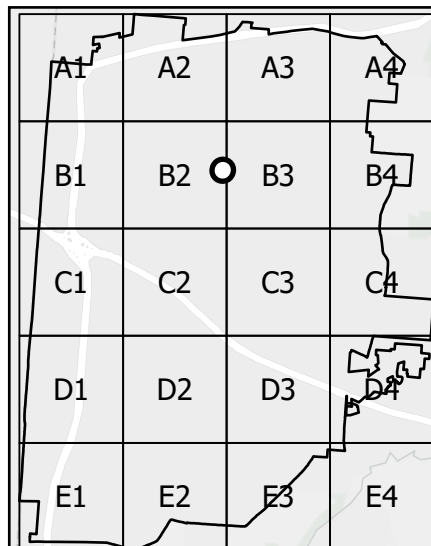 A1 A2 A3 A4
B1 B2 B3 B4
C1 C2 C3 C4
D1 D2 D3 D4
E1 E2 E3 E4